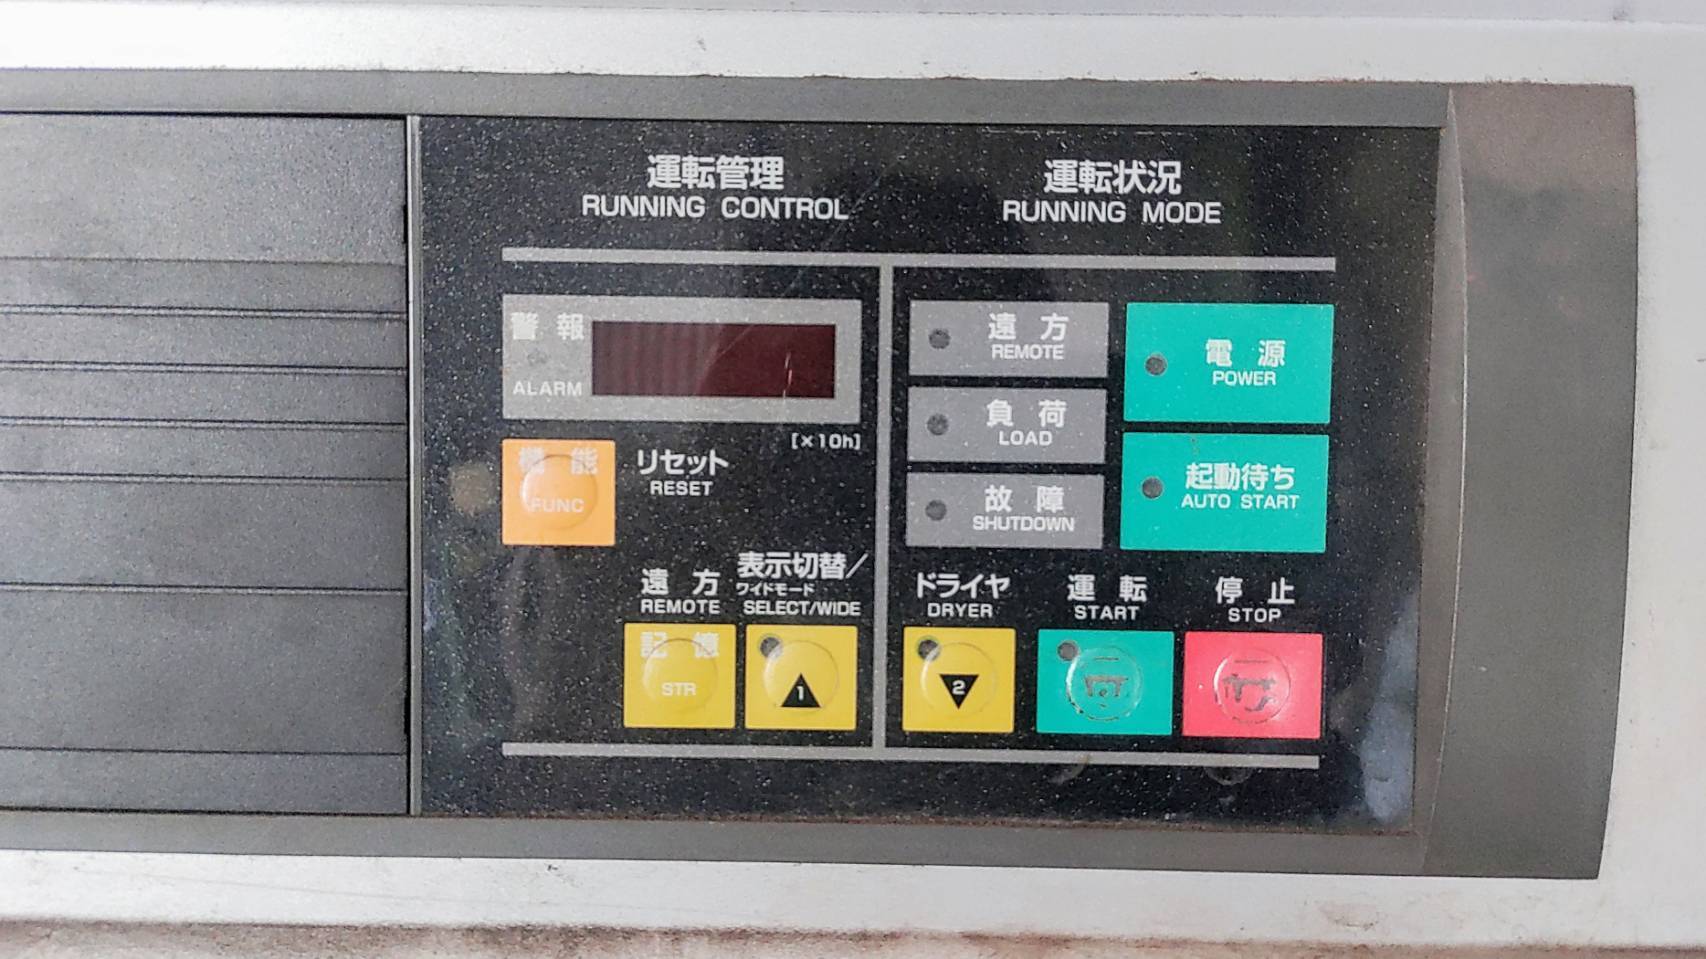 運転管理
RUNNING CONTROL
運転状況
RUNNING MODE
警報
ALARM
[×10h]
機能
FUNC
リセット
RESET
遠方
REMOTE
記憶
STR
表示切替/
ワイドモード
SELECT/WIDE
1
遠方
REMOTE
負荷
LOAD
故障
SHUTDOWN
電源
POWER
起動待ち
AUTO START
ドライヤ
DRYER
2
運転
START
停止
STOP